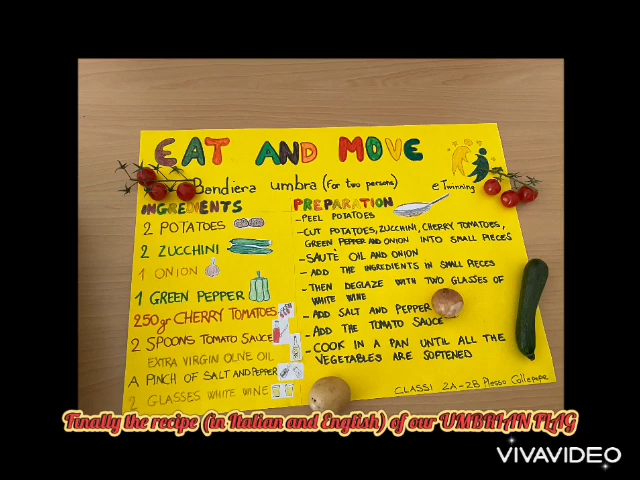 EAT AND MOVE
Bandiera umbra (for two persons)
eTwinning
INGREDIENTS
2 POTATOES
2 ZUCCHINI
1 ONION
1 GREEN PEPPER
250gr CHERRY TOMATOES
2 SPOONS TOMATO SAUCE
EXTRA VIRGIN OLIVE OIL
A PINCH OF SALT AND PEPPER
2 GLASSES WHITE WINE
PREPARATION
-PEEL POTATOES
-CUT POTATOES, ZUCCHINI, CHERRY TOMATOES,
GREEN PEPPER AND ONION INTO SMALL PIECES
-SAUTÈ OIL AND ONION
-ADD THE INGREDIENTS IN SMALL PIECES
-THEN DEGLAZE WITH TWO GLASSES OF
WHITE WINE
-ADD SALT AND PEPPER
-ADD THE TOMATO SAUCE
-COOK IN A PAN UNTIL ALL THE
VEGETABLES ARE SOFTENED
CLASSI 2A-2B Plesso Collepepe
Finally the recipe (in Italian and English) of our UMBRIAN FLAG
VIVAVIDEO